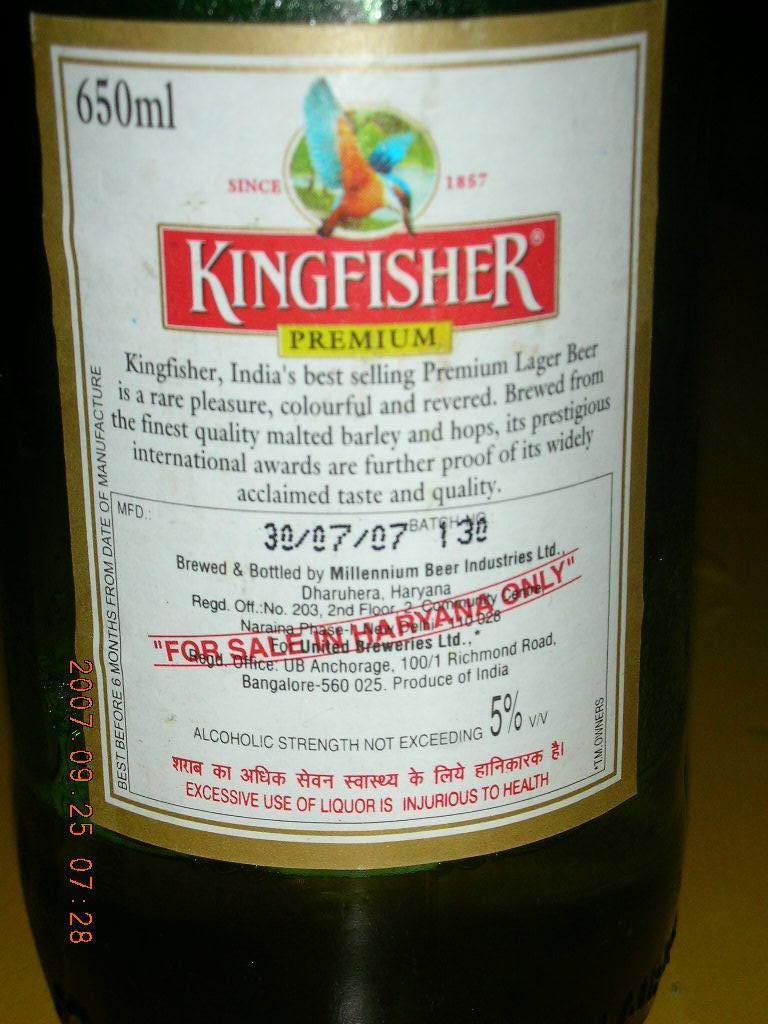 650ml
SINCE 1857
KINGFISHER®
PREMIUM
Kingfisher, India's best selling Premium Lager Beer
is a rare pleasure, colourful and revered. Brewed from
the finest quality malted barley and hops, its prestigious
international awards are further proof of its widely
acclaimed taste and quality.
MFD.: BATCH NO.
30/07/07 130
Brewed & Bottled by Millennium Beer Industries Ltd.,
Dharuhera, Haryana
Regd. Off.:No. 203, 2nd Floor, 2, Community Centre,
Naraina Phase-I, New Delhi-110 028
For United Breweries Ltd.,*
Regd. Office: UB Anchorage, 100/1 Richmond Road,
Bangalore-560 025. Produce of India
"FOR SALE IN HARYANA ONLY"
ALCOHOLIC STRENGTH NOT EXCEEDING 5% V/V
शराब का अधिक सेवन स्वास्थ्य के लिये हानिकारक है।
EXCESSIVE USE OF LIQUOR IS INJURIOUS TO HEALTH
BEST BEFORE 6 MONTHS FROM DATE OF MANUFACTURE
*T.M. OWNERS
2007 09 25 07:28